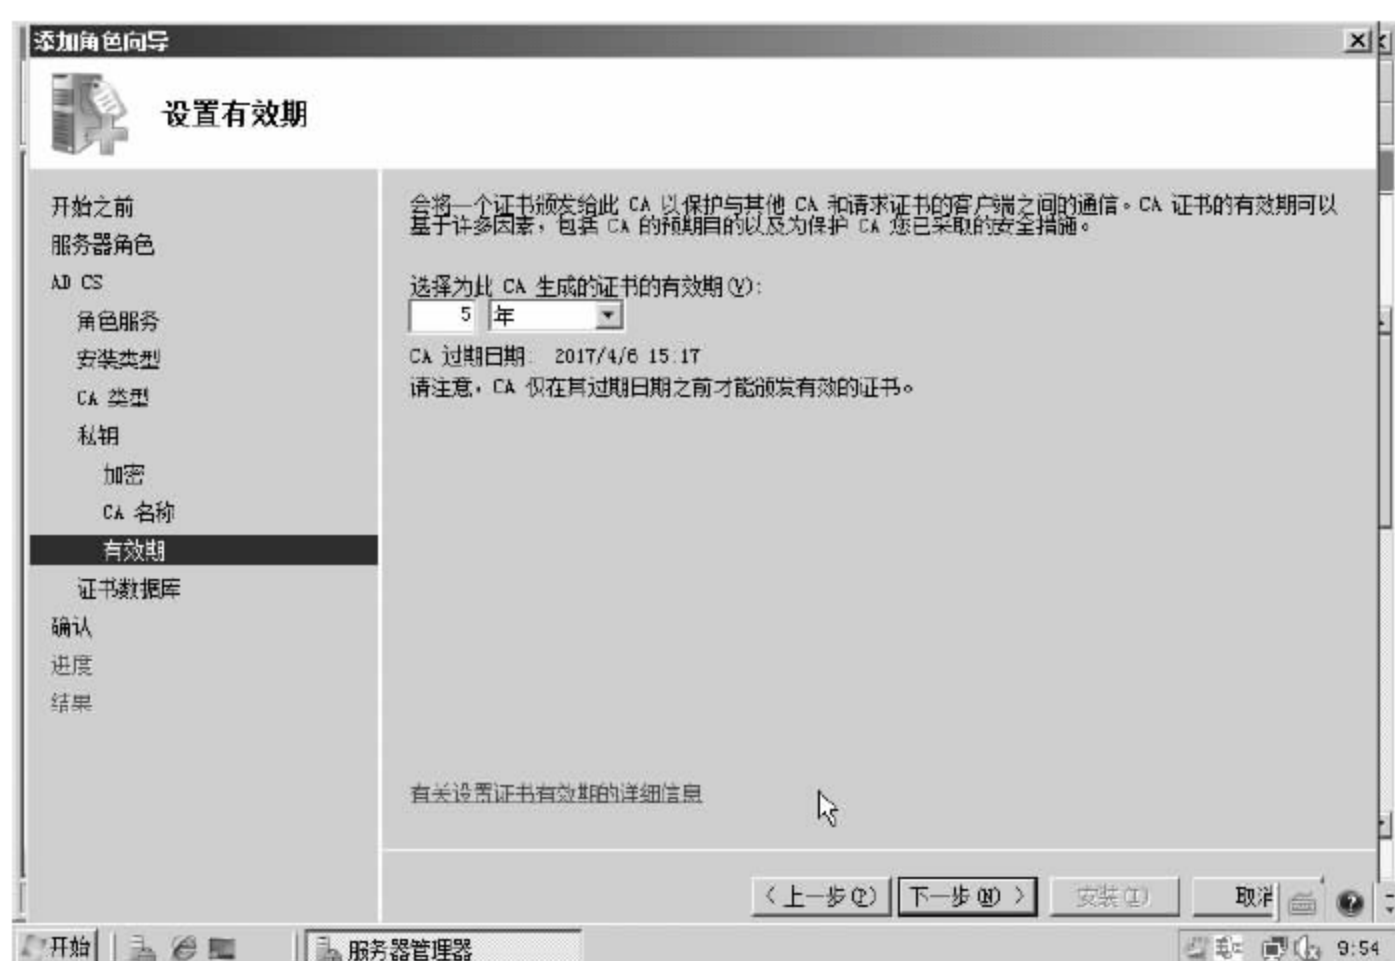 添加角色向导
设置有效期
开始之前
服务器角色
AD CS
角色服务
安装类型
CA 类型
私钥
加密
CA 名称
有效期
证书数据库
确认
进度
结果
会将一个证书颁发给此 CA 以保护与其他 CA 和请求证书的客户端之间的通信。CA 证书的有效期可以
基于许多因素，包括 CA 的预期目的以及为保护 CA 您已采取的安全措施。
选择为此 CA 生成的证书的有效期(V):
5 年
CA 过期日期: 2017/4/6 15:17
请注意，CA 仅在其过期日期之前才能颁发有效的证书。
有关设置证书有效期的详细信息
< 上一步(P) 下一步(N) > 安装(I) 取消
开始 服务器管理器 9:54